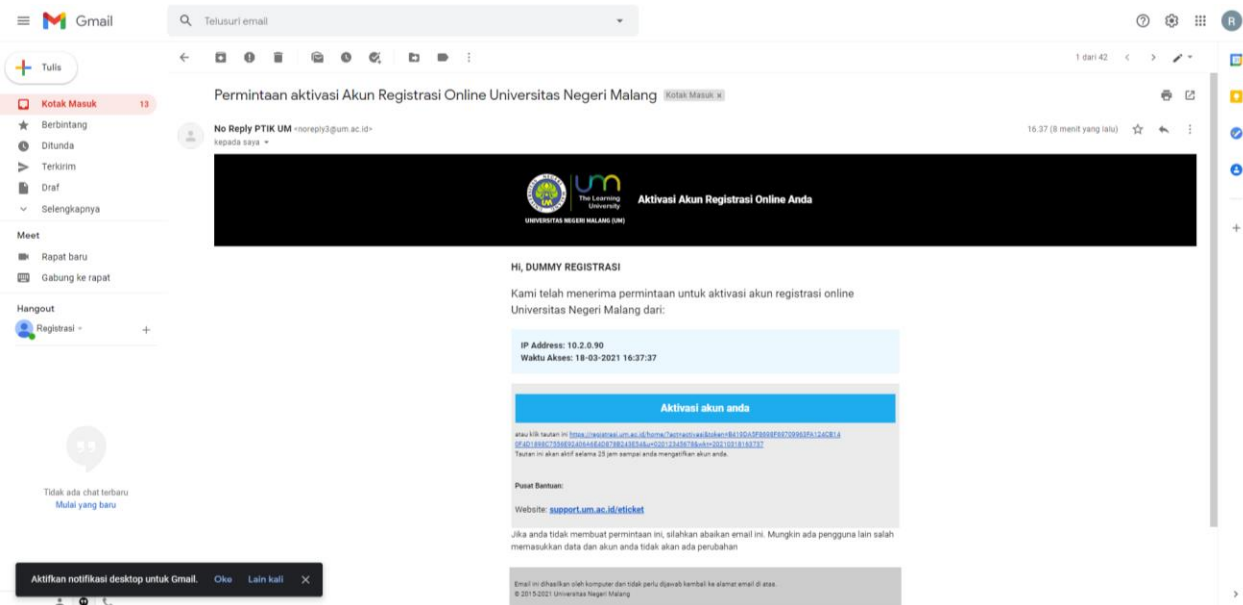 Gmail
Telusuri email
R
Tulis
1 dari 42
Kotak Masuk 13
Berbintang
Ditunda
Terkirim
Draf
Selengkapnya
Meet
Rapat baru
Gabung ke rapat
Hangout
Registrasi
Tidak ada chat terbaru
Mulai yang baru
Permintaan aktivasi Akun Registrasi Online Universitas Negeri Malang Kotak Masuk x
No Reply PTIK UM <noreply3@um.ac.id>
16.37 (8 menit yang lalu)
kepada saya
um
The Learning
University
UNIVERSITAS NEGERI MALANG (UM)
Aktivasi Akun Registrasi Online Anda
Hi, DUMMY REGISTRASI
Kami telah menerima permintaan untuk aktivasi akun registrasi online
Universitas Negeri Malang dari:
IP Address: 10.2.0.90
Waktu Akses: 18-03-2021 16:37:37
Aktivasi akun anda
atau klik tautan ini
Tautan ini akan aktif selama 25 jam sampai anda mengatifkan akun anda.
Pusat Bantuan:
Website: support.um.ac.id/eticket
Jika anda tidak membuat permintaan ini, silahkan abaikan email ini. Mungkin ada pengguna lain salah
memasukkan data dan akun anda tidak akan ada perubahan
Email ini dihasilkan oleh komputer dan tidak perlu dijawab kembali ke alamat email di atas.
© 2015-2021 Universitas Negeri Malang
Aktifkan notifikasi desktop untuk Gmail. Oke Lain kali